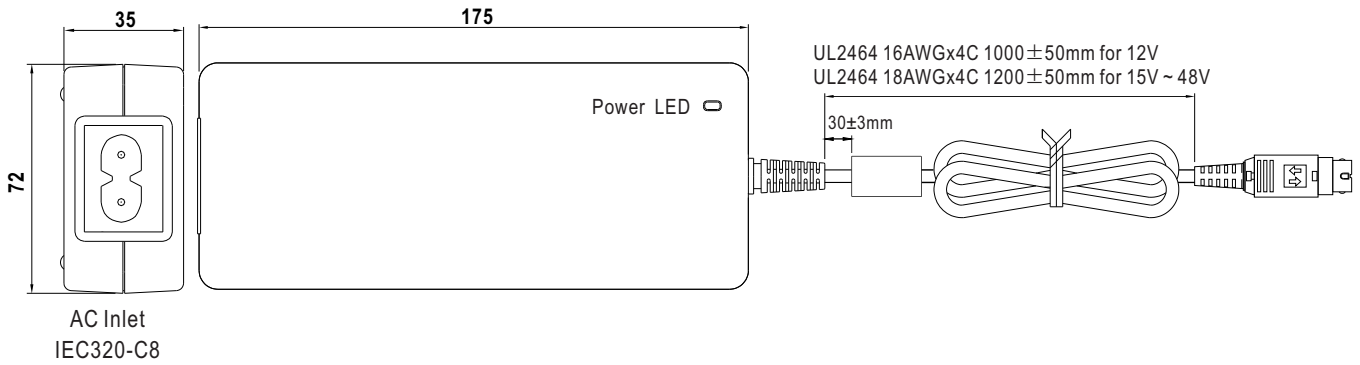 35
175
UL2464 16AWGx4C 1000±50mm for 12V
UL2464 18AWGx4C 1200±50mm for 15V ~ 48V
Power LED
30±3mm
72
AC Inlet
IEC320-C8